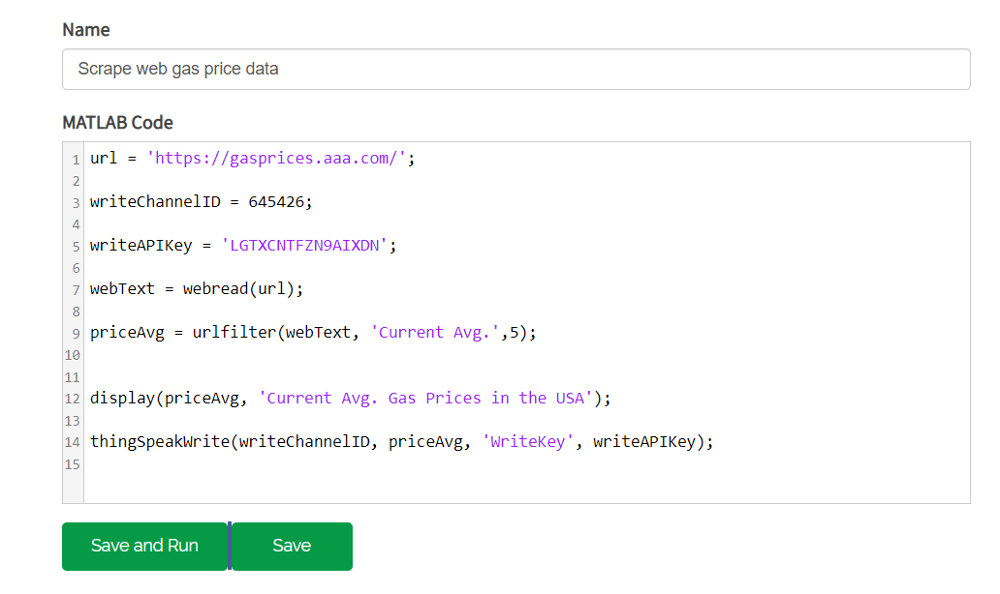 Name
Scrape web gas price data
MATLAB Code
1 url = 'https://gasprices.aaa.com/';
2
3 writeChannelID = 645426;
4
5 writeAPIKey = 'LGTXCNTFZN9AIXDN';
6
7 webText = webread(url);
8
9 priceAvg = urlfilter(webText, 'Current Avg.',5);
10
11
12 display(priceAvg, 'Current Avg. Gas Prices in the USA');
13
14 thingSpeakWrite(writeChannelID, priceAvg, 'WriteKey', writeAPIKey);
15
Save and Run Save